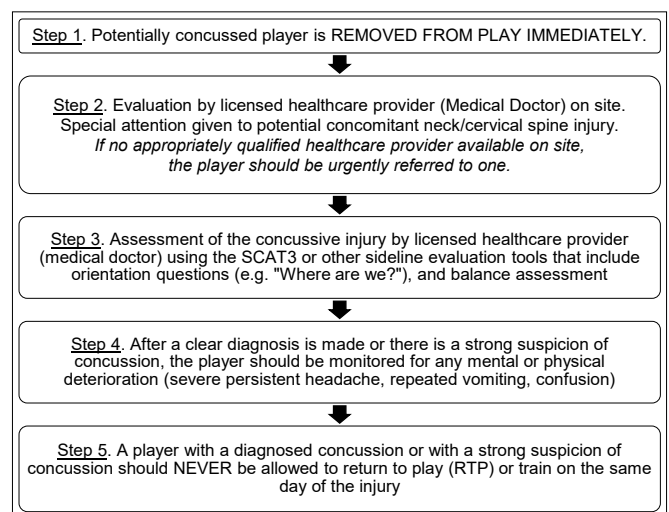 Step 1. Potentially concussed player is REMOVED FROM PLAY IMMEDIATELY.
Step 2. Evaluation by licensed healthcare provider (Medical Doctor) on site.
Special attention given to potential concomitant neck/cervical spine injury.
If no appropriately qualified healthcare provider available on site,
the player should be urgently referred to one.
Step 3. Assessment of the concussive injury by licensed healthcare provider
(medical doctor) using the SCAT3 or other sideline evaluation tools that include
orientation questions (e.g. "Where are we?"), and balance assessment
Step 4. After a clear diagnosis is made or there is a strong suspicion of
concussion, the player should be monitored for any mental or physical
deterioration (severe persistent headache, repeated vomiting, confusion)
Step 5. A player with a diagnosed concussion or with a strong suspicion of
concussion should NEVER be allowed to return to play (RTP) or train on the same
day of the injury